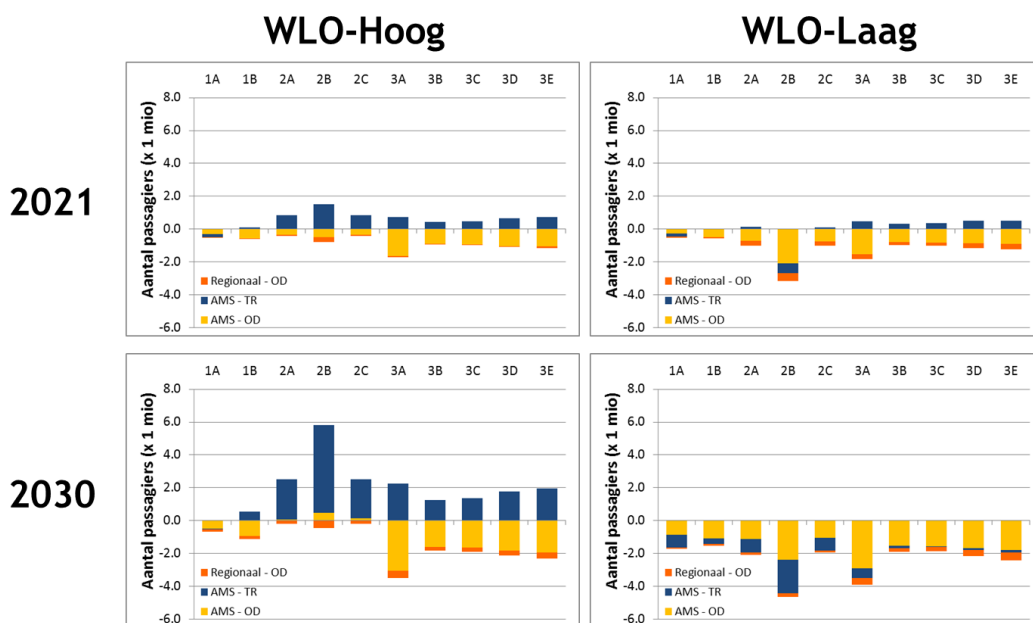 WLO-Hoog
WLO-Laag
2021
Aantal passagiers (x 1 mio)
1A 1B 2A 2B 2C 3A 3B 3C 3D 3E
8.0
6.0
4.0
2.0
0.0
-2.0
-4.0
-6.0
Regionaal - OD
AMS - TR
AMS - OD
Aantal passagiers (x 1 mio)
1A 1B 2A 2B 2C 3A 3B 3C 3D 3E
8.0
6.0
4.0
2.0
0.0
-2.0
-4.0
-6.0
Regionaal - OD
AMS - TR
AMS - OD
2030
Aantal passagiers (x 1 mio)
1A 1B 2A 2B 2C 3A 3B 3C 3D 3E
8.0
6.0
4.0
2.0
0.0
-2.0
-4.0
-6.0
Regionaal - OD
AMS - TR
AMS - OD
Aantal passagiers (x 1 mio)
1A 1B 2A 2B 2C 3A 3B 3C 3D 3E
8.0
6.0
4.0
2.0
0.0
-2.0
-4.0
-6.0
Regionaal - OD
AMS - TR
AMS - OD